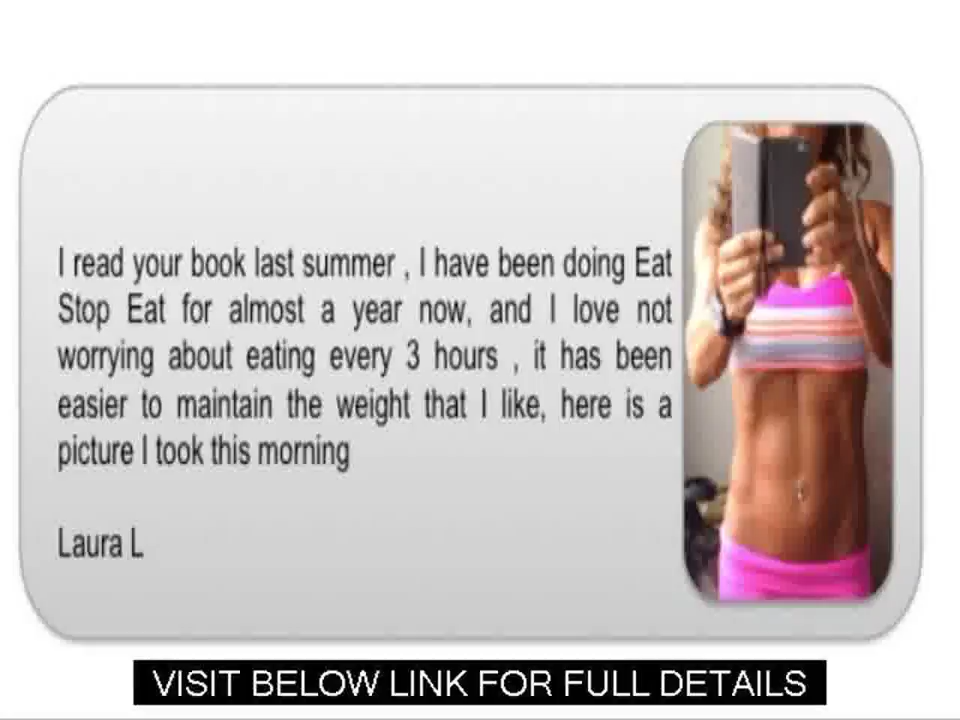 I read your book last summer , I have been doing Eat
Stop Eat for almost a year now, and I love not
worrying about eating every 3 hours , it has been
easier to maintain the weight that I like, here is a
picture I took this morning
Laura L
VISIT BELOW LINK FOR FULL DETAILS